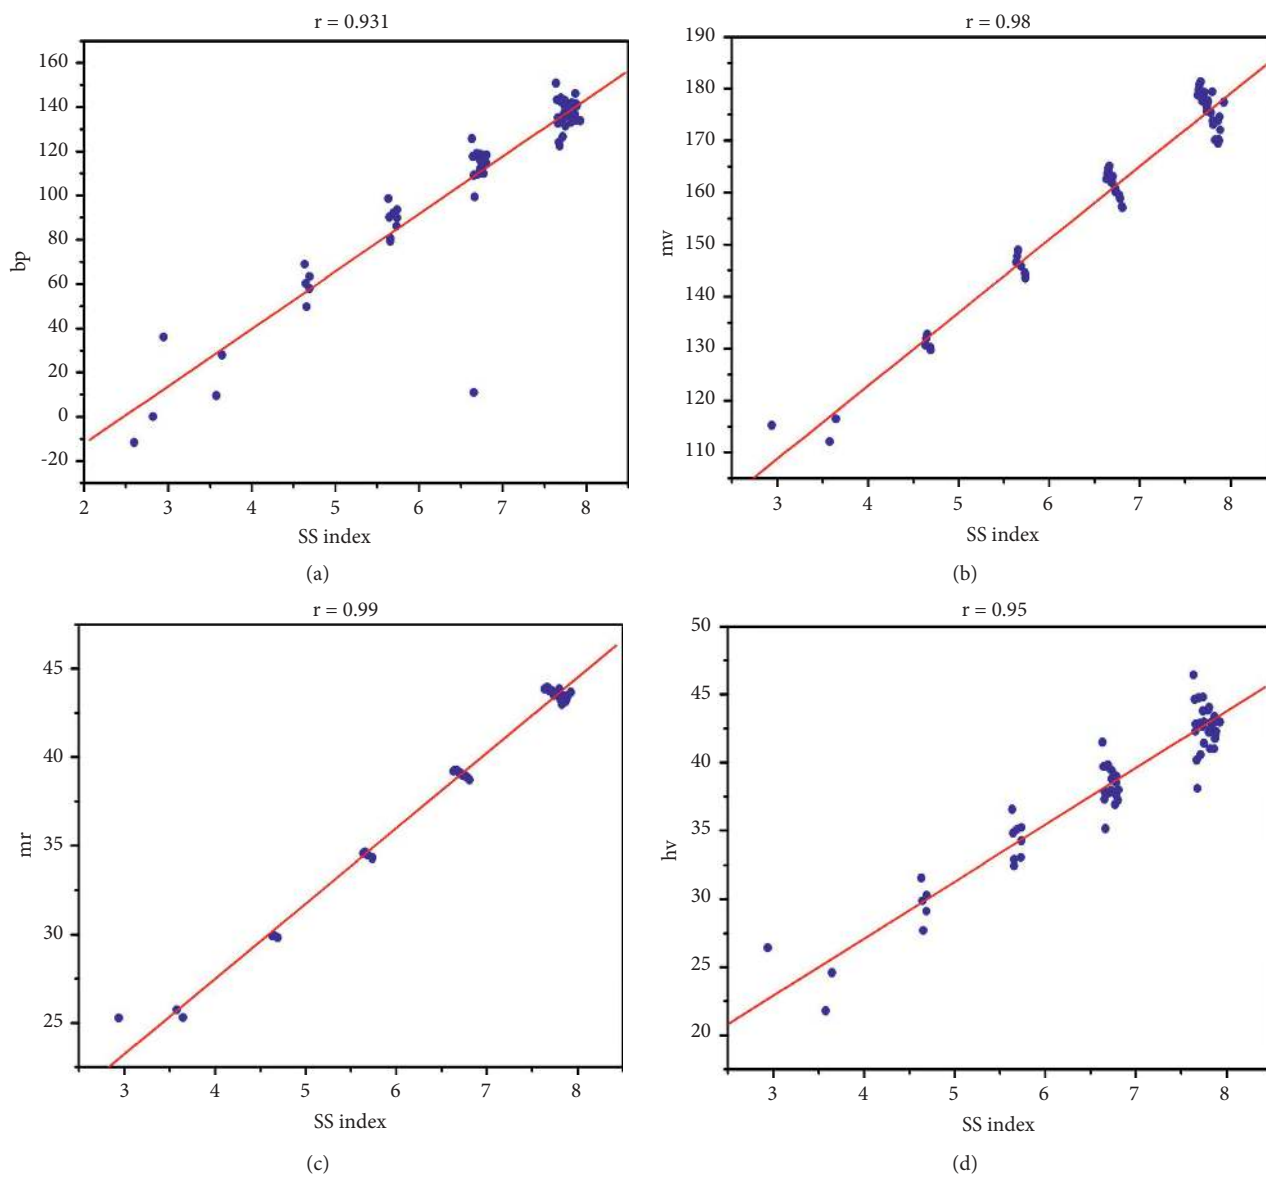 r = 0.931
160
140
120
100
80
60
40
20
0
-20
bp
2 3 4 5 6 7 8
SS index
(a)
r = 0.98
190
180
170
160
150
140
130
120
110
mv
3 4 5 6 7 8
SS index
(b)
r = 0.99
45
40
35
30
25
mr
3 4 5 6 7 8
SS index
(c)
r = 0.95
50
45
40
35
30
25
20
hv
3 4 5 6 7 8
SS index
(d)